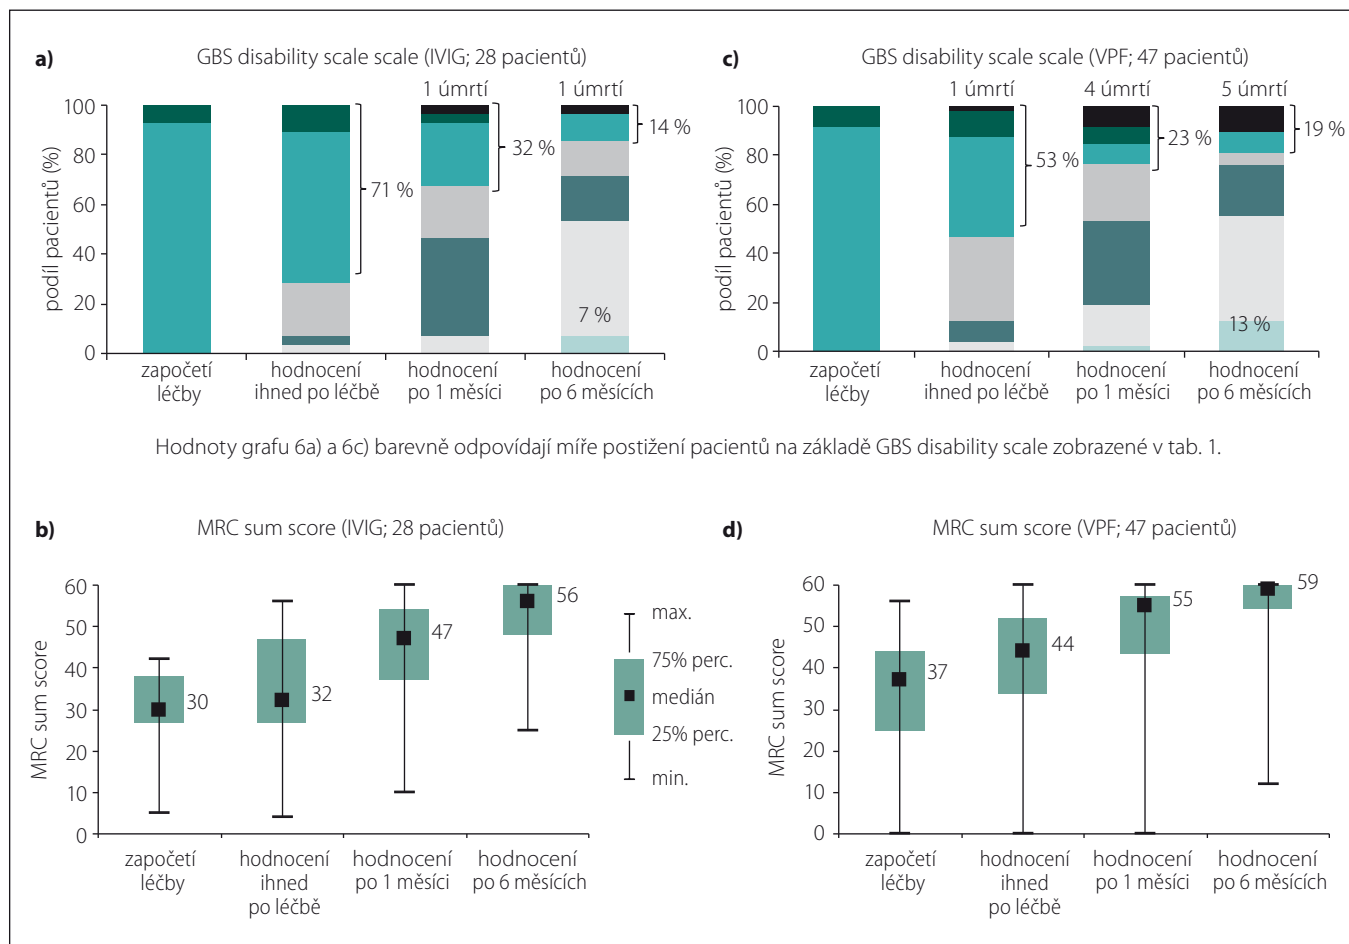 a)
GBS disability scale scale (IVIG; 28 pacientů)
1 úmrtí
1 úmrtí
podíl pacientů (%)
100
80
60
40
20
0
71 %
32 %
14 %
7 %
započetí
léčby
hodnocení
ihned po léčbě
hodnocení
po 1 měsíci
hodnocení
po 6 měsících
c)
GBS disability scale (VPF; 47 pacientů)
1 úmrtí
4 úmrtí
5 úmrtí
podíl pacientů (%)
100
80
60
40
20
0
53 %
23 %
19 %
13 %
započetí
léčby
hodnocení
ihned po léčbě
hodnocení
po 1 měsíci
hodnocení
po 6 měsících
Hodnoty grafu 6a) a 6c) barevně odpovídají míře postižení pacientů na základě GBS disability scale zobrazené v tab. 1.
b)
MRC sum score (IVIG; 28 pacientů)
MRC sum score
60
50
40
30
20
10
0
30
32
47
56
započetí
léčby
hodnocení
ihned
po léčbě
hodnocení
po 1 měsíci
hodnocení
po 6 měsících
max.
75% perc.
medián
25% perc.
min.
d)
MRC sum score (VPF; 47 pacientů)
MRC sum score
60
50
40
30
20
10
0
37
44
55
59
započetí
léčby
hodnocení
ihned
po léčbě
hodnocení
po 1 měsíci
hodnocení
po 6 měsících